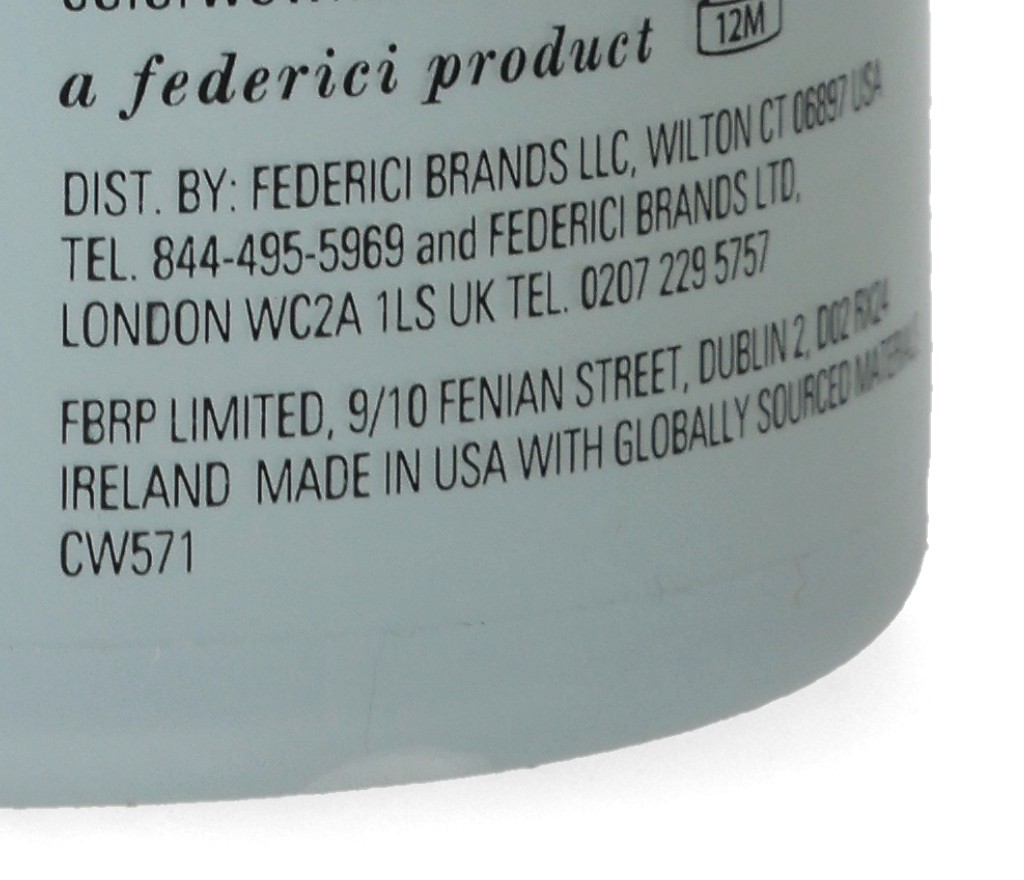 a federici product 12M
DIST. BY: FEDERICI BRANDS LLC, WILTON CT 06897 USA
TEL. 844-495-5969 and FEDERICI BRANDS LTD,
LONDON WC2A 1LS UK TEL. 0207 229 5757
FBRP LIMITED, 9/10 FENIAN STREET, DUBLIN 2, D02 RX24
IRELAND MADE IN USA WITH GLOBALLY SOURCED MATERIALS
CW571